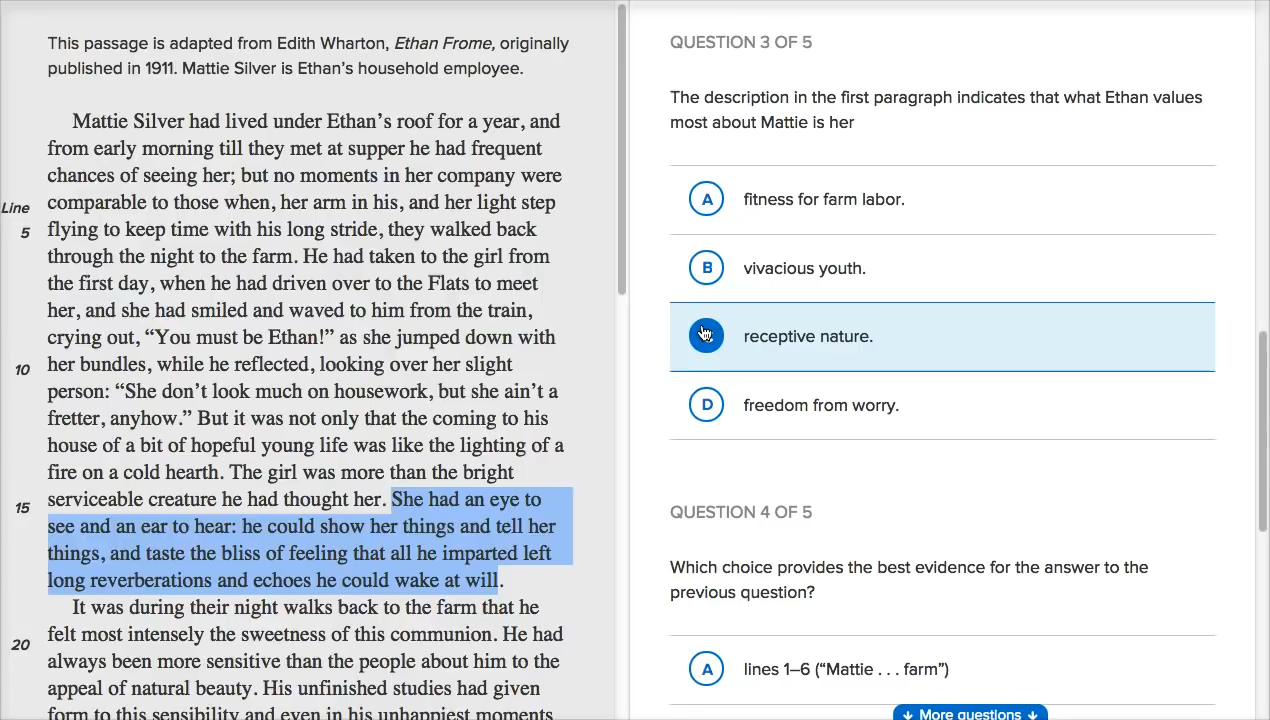 This passage is adapted from Edith Wharton, Ethan Frome, originally
published in 1911. Mattie Silver is Ethan's household employee.
Mattie Silver had lived under Ethan's roof for a year, and
from early morning till they met at supper he had frequent
chances of seeing her; but no moments in her company were
Line comparable to those when, her arm in his, and her light step
5 flying to keep time with his long stride, they walked back
through the night to the farm. He had taken to the girl from
the first day, when he had driven over to the Flats to meet
her, and she had smiled and waved to him from the train,
crying out, “You must be Ethan!” as she jumped down with
10 her bundles, while he reflected, looking over her slight
person: “She don't look much on housework, but she ain't a
fretter, anyhow.” But it was not only that the coming to his
house of a bit of hopeful young life was like the lighting of a
fire on a cold hearth. The girl was more than the bright
15 serviceable creature he had thought her. She had an eye to
see and an ear to hear: he could show her things and tell her
things, and taste the bliss of feeling that all he imparted left
long reverberations and echoes he could wake at will.
It was during their night walks back to the farm that he
20 felt most intensely the sweetness of this communion. He had
always been more sensitive than the people about him to the
appeal of natural beauty. His unfinished studies had given
form to this sensibility and even in his unhappiest moments
QUESTION 3 OF 5
The description in the first paragraph indicates that what Ethan values
most about Mattie is her
A fitness for farm labor.
B vivacious youth.
receptive nature.
D freedom from worry.
QUESTION 4 OF 5
Which choice provides the best evidence for the answer to the
previous question?
A lines 1–6 (“Mattie . . . farm”)
↓ More questions ↓